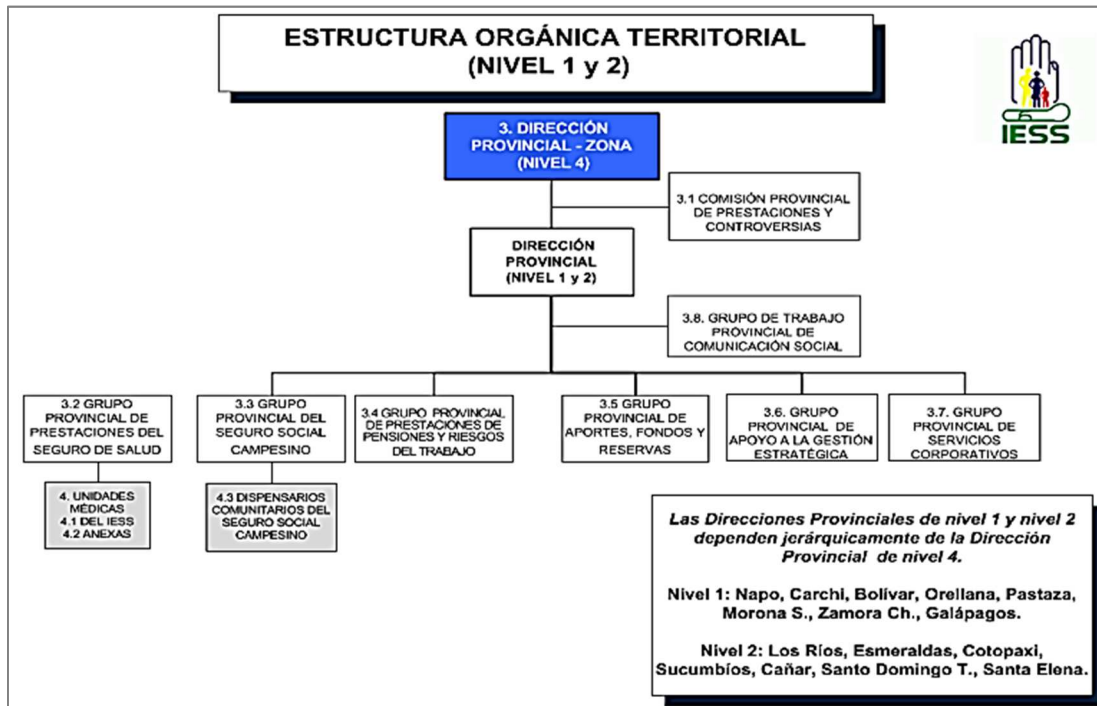 ESTRUCTURA ORGÁNICA TERRITORIAL
(NIVEL 1 y 2)
IESS
3. DIRECCIÓN
PROVINCIAL - ZONA
(NIVEL 4)
3.1 COMISIÓN PROVINCIAL
DE PRESTACIONES Y
CONTROVERSIAS
DIRECCIÓN
PROVINCIAL
(NIVEL 1 y 2)
3.8. GRUPO DE TRABAJO
PROVINCIAL DE
COMUNICACIÓN SOCIAL
3.2 GRUPO
PROVINCIAL DE
PRESTACIONES DEL
SEGURO DE SALUD
3.3 GRUPO
PROVINCIAL DEL
SEGURO SOCIAL
CAMPESINO
3.4 GRUPO PROVINCIAL
DE PRESTACIONES DE
PENSIONES Y RIESGOS
DEL TRABAJO
3.5 GRUPO
PROVINCIAL DE
APORTES, FONDOS Y
RESERVAS
3.6. GRUPO
PROVINCIAL DE
APOYO A LA GESTIÓN
ESTRATÉGICA
3.7. GRUPO
PROVINCIAL DE
SERVICIOS
CORPORATIVOS
4. UNIDADES
MÉDICAS
4.1 DEL IESS
4.2 ANEXAS
4.3 DISPENSARIOS
COMUNITARIOS DEL
SEGURO SOCIAL
CAMPESINO
Las Direcciones Provinciales de nivel 1 y nivel 2
dependen jerárquicamente de la Dirección
Provincial de nivel 4.
Nivel 1: Napo, Carchi, Bolívar, Orellana, Pastaza,
Morona S., Zamora Ch., Galápagos.
Nivel 2: Los Ríos, Esmeraldas, Cotopaxi,
Sucumbíos, Cañar, Santo Domingo T., Santa Elena.